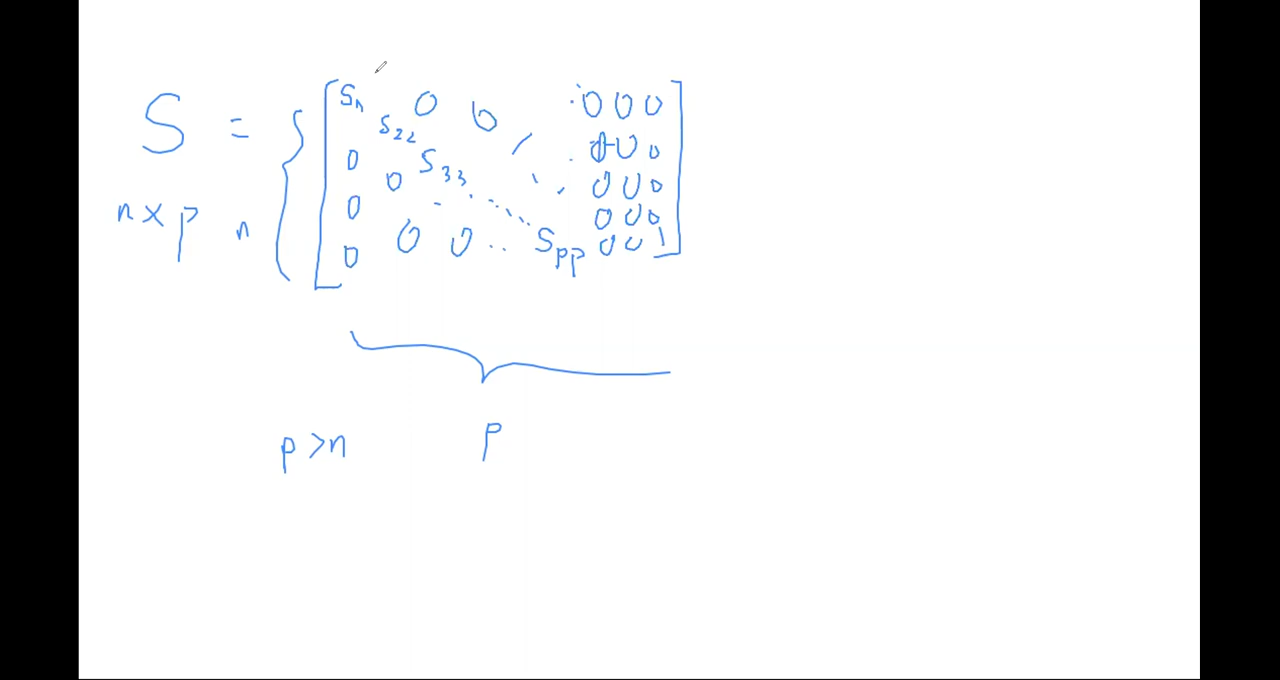 S = { [ S11 0 0 . 0 0 0
S22 . 0 0 0
0 0 S33 . . 0 0 0
0 . . . . 0 0 0
0 0 0 .. Spp 0 0 ]
n × p n
p > n p